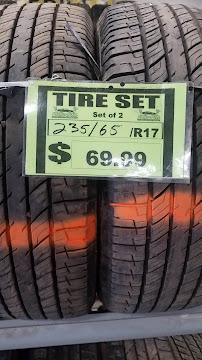 TIRE SET
Set of 2
235/65 /R17
$ 69.99